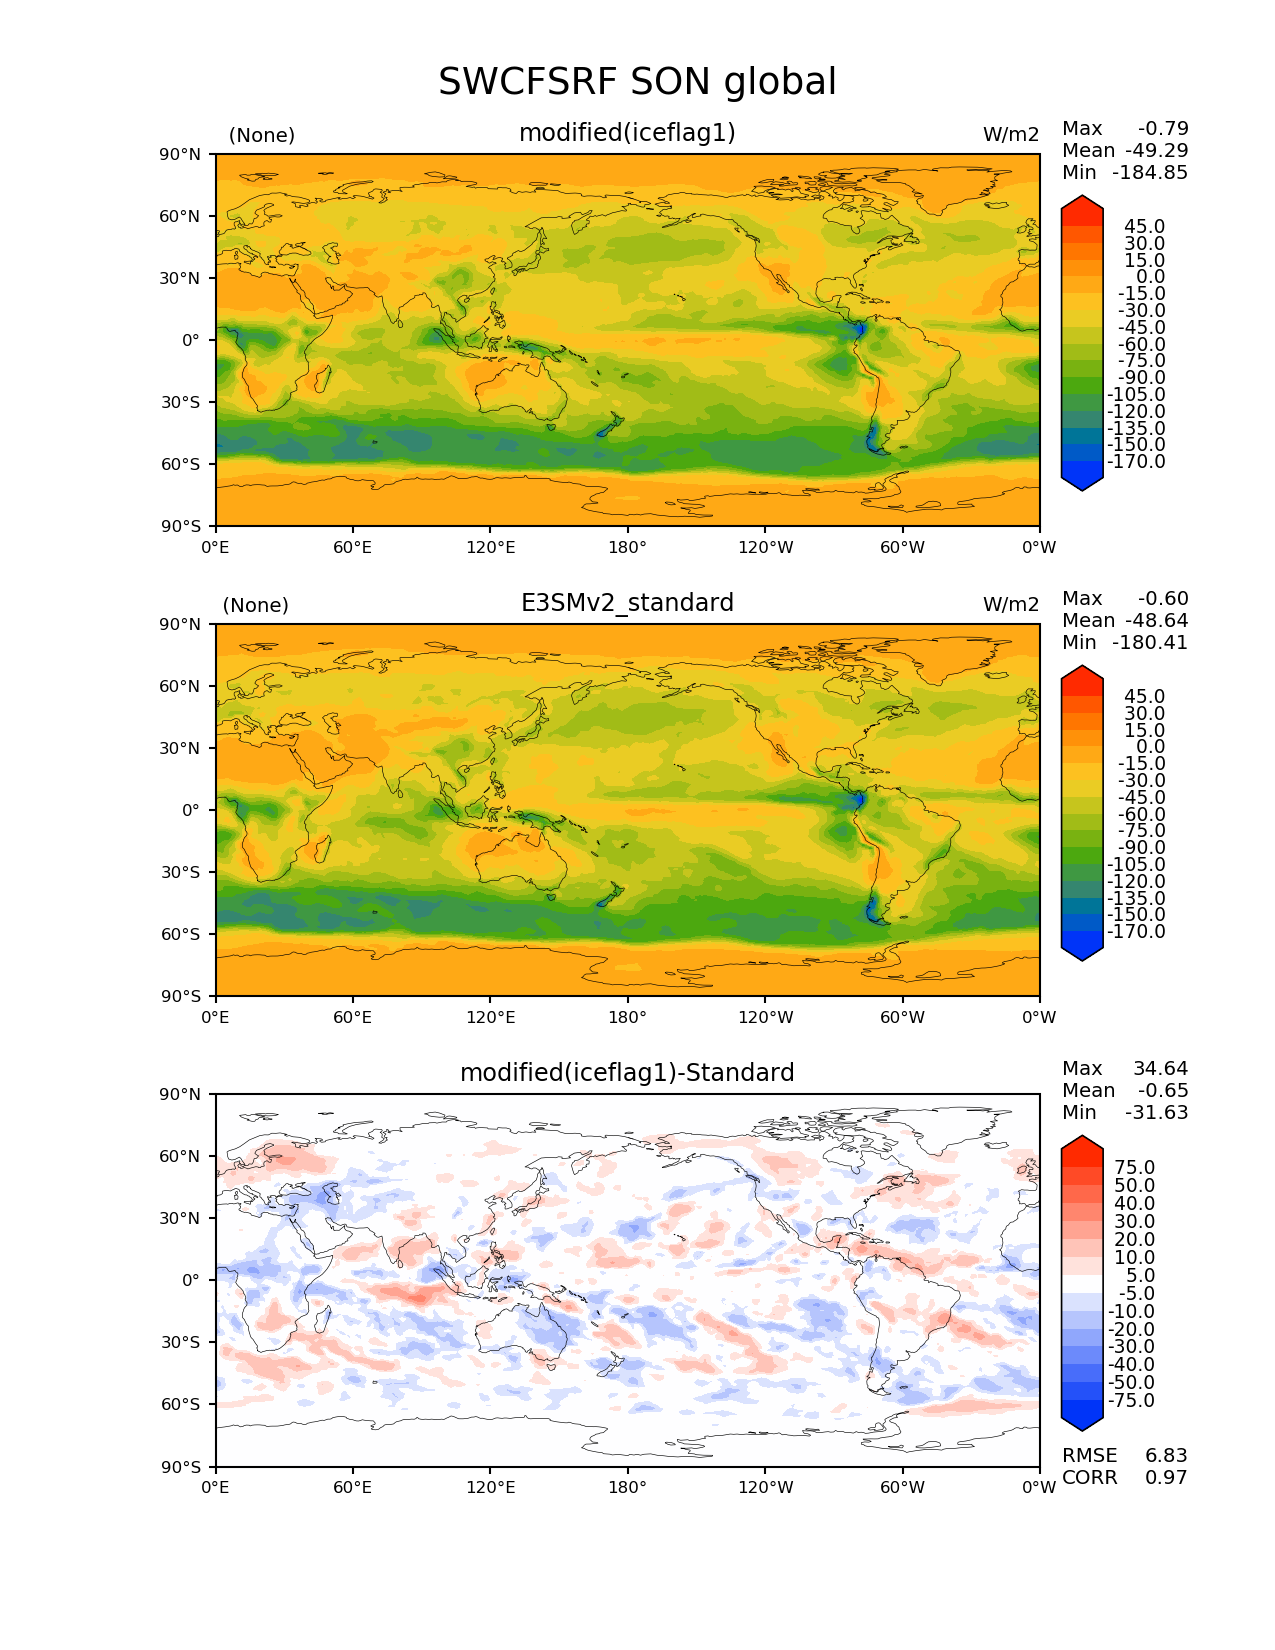 SWCFSRF SON global
(None) modified(iceflag1) W/m2
Max -0.79
Mean -49.29
Min -184.85
90°N
60°N
30°N
0°
30°S
60°S
90°S
0°E 60°E 120°E 180° 120°W 60°W 0°W
45.0
30.0
15.0
0.0
-15.0
-30.0
-45.0
-60.0
-75.0
-90.0
-105.0
-120.0
-135.0
-150.0
-170.0
(None) E3SMv2_standard W/m2
Max -0.60
Mean -48.64
Min -180.41
90°N
60°N
30°N
0°
30°S
60°S
90°S
0°E 60°E 120°E 180° 120°W 60°W 0°W
45.0
30.0
15.0
0.0
-15.0
-30.0
-45.0
-60.0
-75.0
-90.0
-105.0
-120.0
-135.0
-150.0
-170.0
modified(iceflag1)-Standard
Max 34.64
Mean -0.65
Min -31.63
90°N
60°N
30°N
0°
30°S
60°S
90°S
0°E 60°E 120°E 180° 120°W 60°W 0°W
75.0
50.0
40.0
30.0
20.0
10.0
5.0
-5.0
-10.0
-20.0
-30.0
-40.0
-50.0
-75.0
RMSE 6.83
CORR 0.97